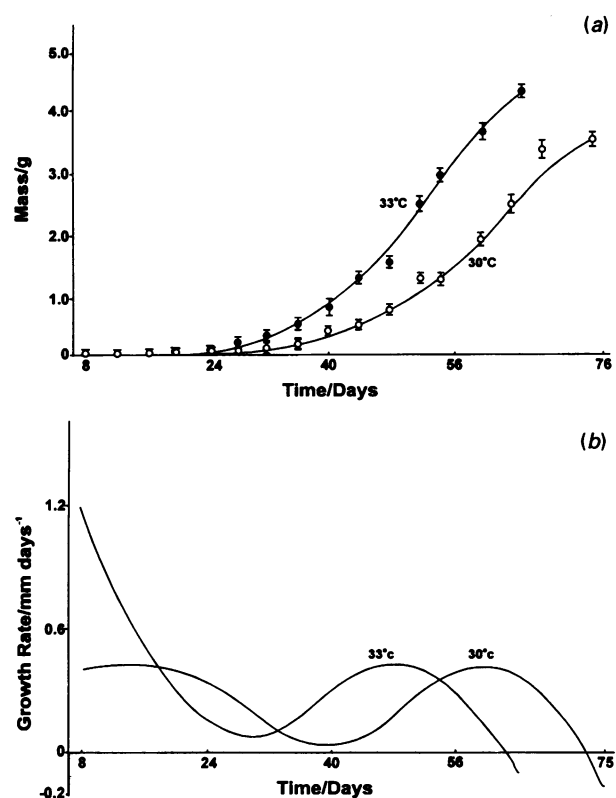 (a)
5.0
4.0
Mass/g
3.0
33°C
2.0
30°C
1.0
0
8 24 40 56 76
Time/Days
(b)
1.2
Growth Rate/mm days⁻¹
0.6
33°c 30°c
0
8 24 40 56 75
-0.2
Time/Days